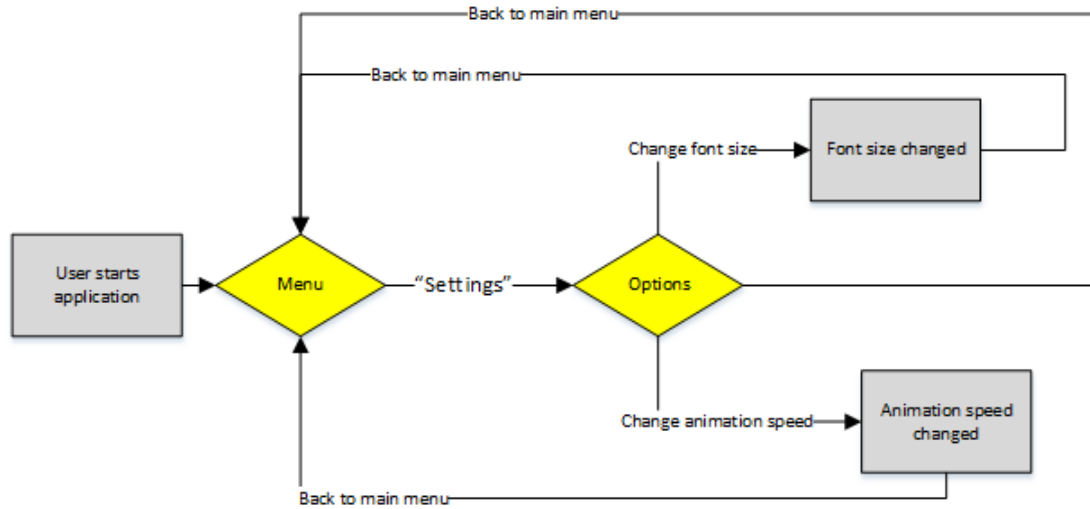 Back to main menu
Back to main menu
Change font size
Font size changed
User starts
application
Menu
“Settings”
Options
Change animation speed
Animation speed
changed
Back to main menu